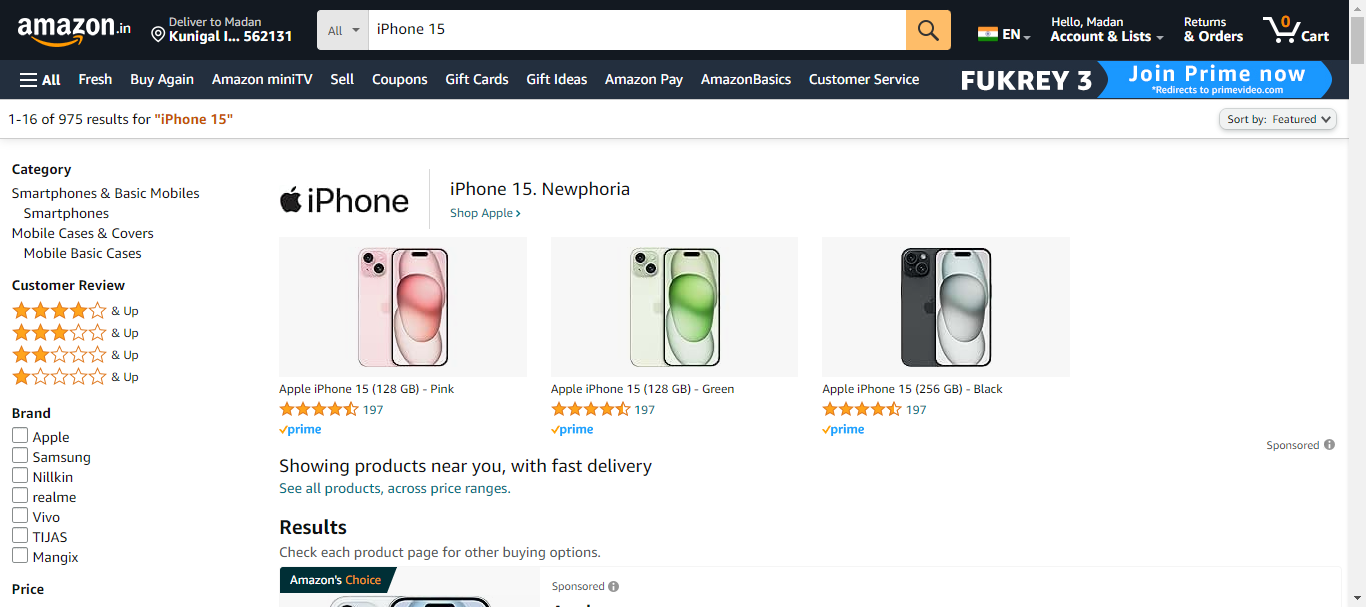 amazon.in
Deliver to Madan
Kunigal I... 562131
All
iPhone 15
EN
Hello, Madan
Account & Lists
Returns
& Orders
0
Cart
All
Fresh
Buy Again
Amazon miniTV
Sell
Coupons
Gift Cards
Gift Ideas
Amazon Pay
AmazonBasics
Customer Service
FUKREY 3
Join Prime now
*Redirects to primevideo.com
1-16 of 975 results for "iPhone 15"
Sort by: Featured
Category
Smartphones & Basic Mobiles
Smartphones
Mobile Cases & Covers
Mobile Basic Cases
Customer Review
& Up
& Up
& Up
& Up
Brand
Apple
Samsung
Nillkin
realme
Vivo
TIJAS
Mangix
Price
iPhone
iPhone 15. Newphoria
Shop Apple ›
Apple iPhone 15 (128 GB) - Pink
197
prime
Apple iPhone 15 (128 GB) - Green
197
prime
Apple iPhone 15 (256 GB) - Black
197
prime
Sponsored
Showing products near you, with fast delivery
See all products, across price ranges.
Results
Check each product page for other buying options.
Amazon's Choice
Sponsored